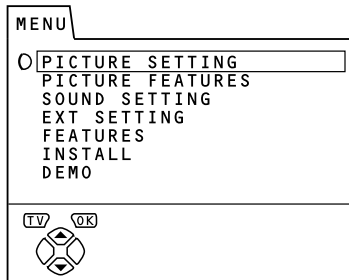 MENU
PICTURE SETTING
PICTURE FEATURES
SOUND SETTING
EXT SETTING
FEATURES
INSTALL
DEMO
TV OK